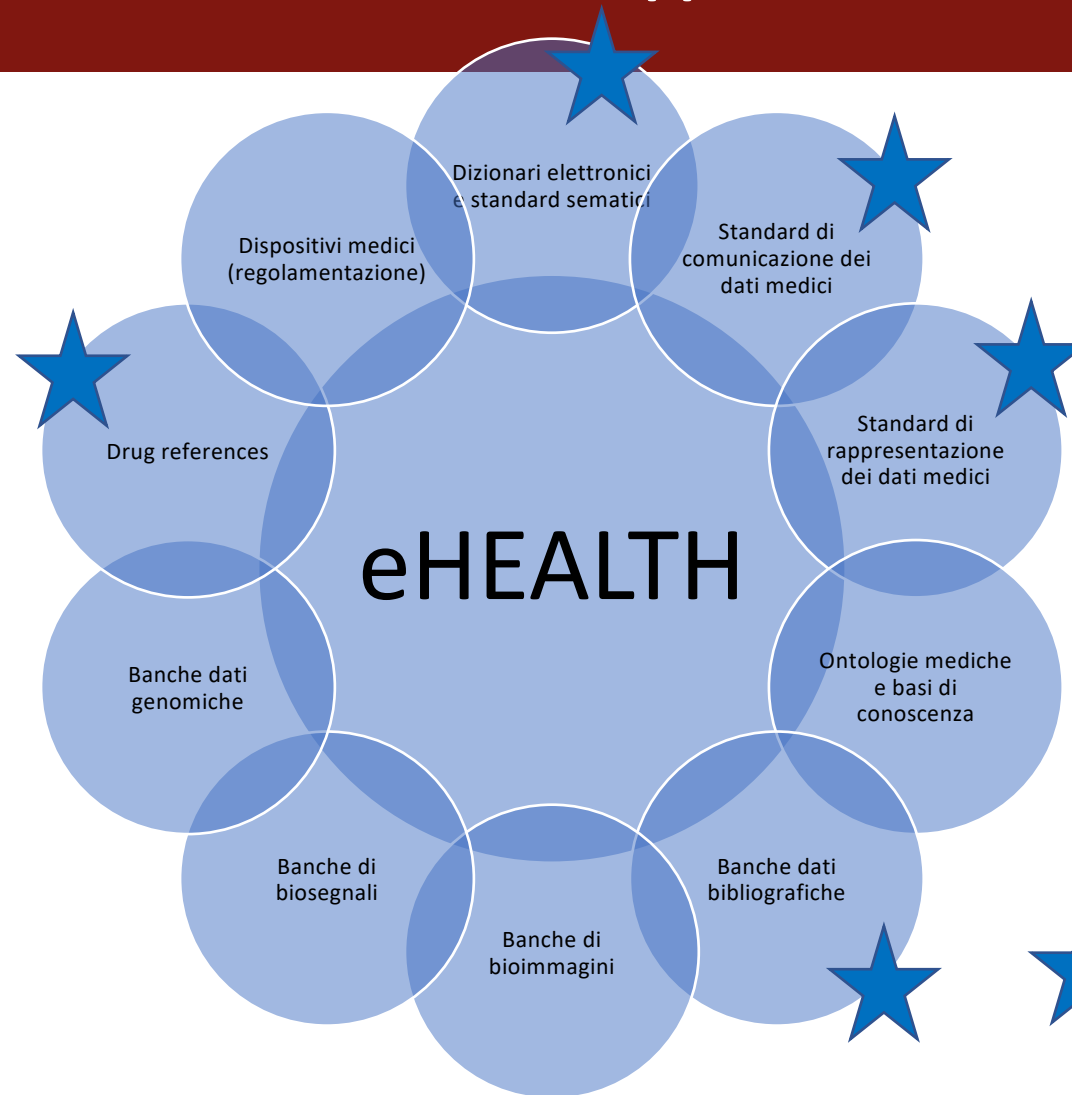 Dizionari elettronici
e standard sematici
Standard di
comunicazione dei
dati medici
Dispositivi medici
(regolamentazione)
Standard di
rappresentazione
dei dati medici
Drug references
eHEALTH
Ontologie mediche
e basi di
conoscenza
Banche dati
genomiche
Banche dati
bibliografiche
Banche di
biosegnali
Banche di
bioimmagini